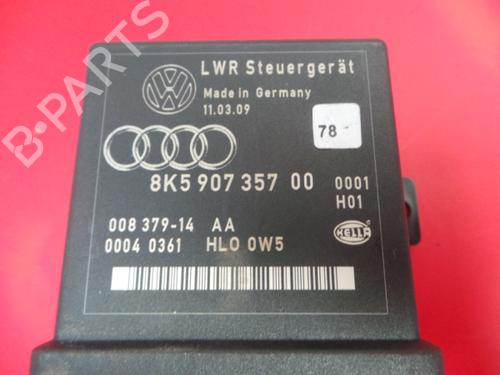 LWR Steuergerät
Made in Germany
11.03.09
78
8K5 907 357 00 0001
H01
008 379-14 AA
0004 0361 HLO 0W5
HELLA
B PARTS